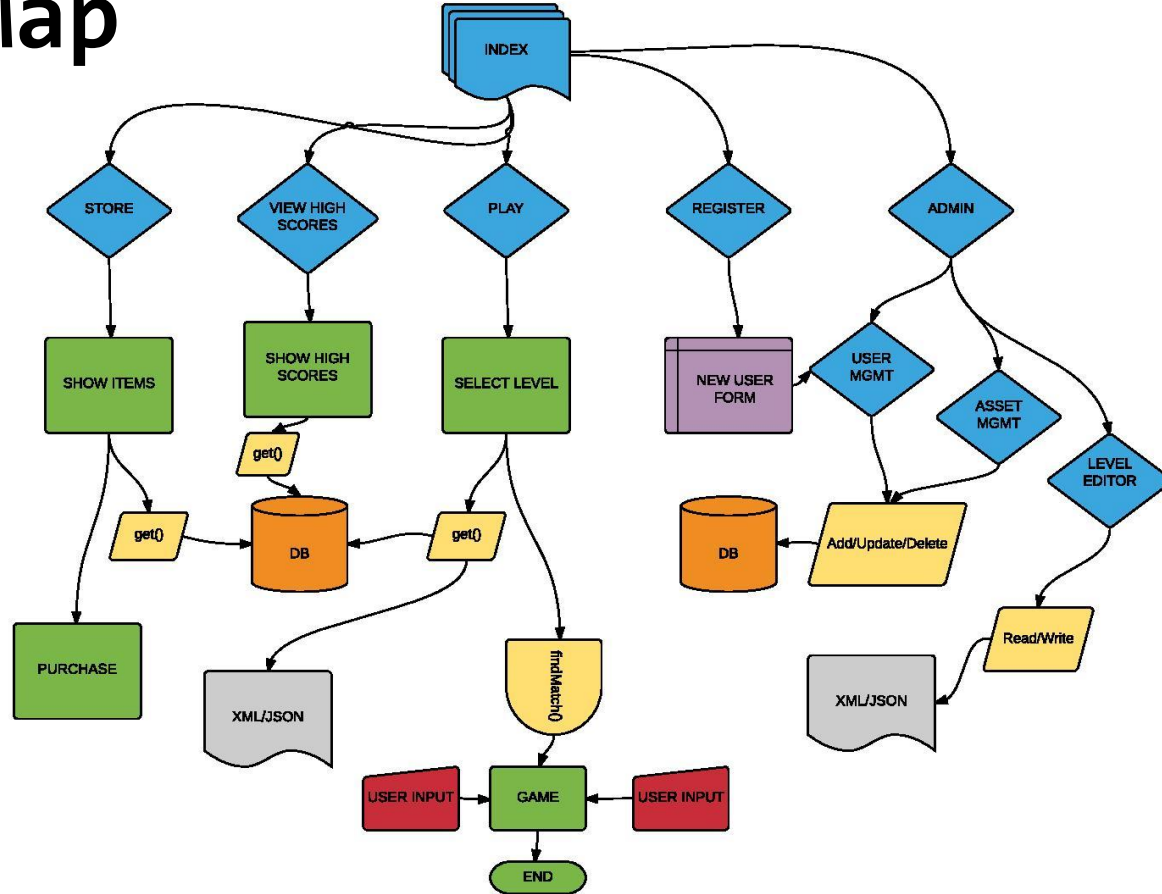 INDEX
STORE
VIEW HIGH
SCORES
PLAY
REGISTER
ADMIN
SHOW ITEMS
SHOW HIGH
SCORES
SELECT LEVEL
NEW USER
FORM
USER
MGMT
ASSET
MGMT
LEVEL
EDITOR
get()
get()
get()
DB
DB
Add/Update/Delete
PURCHASE
XML/JSON
findMatch()
Read/Write
XML/JSON
USER INPUT
GAME
USER INPUT
END